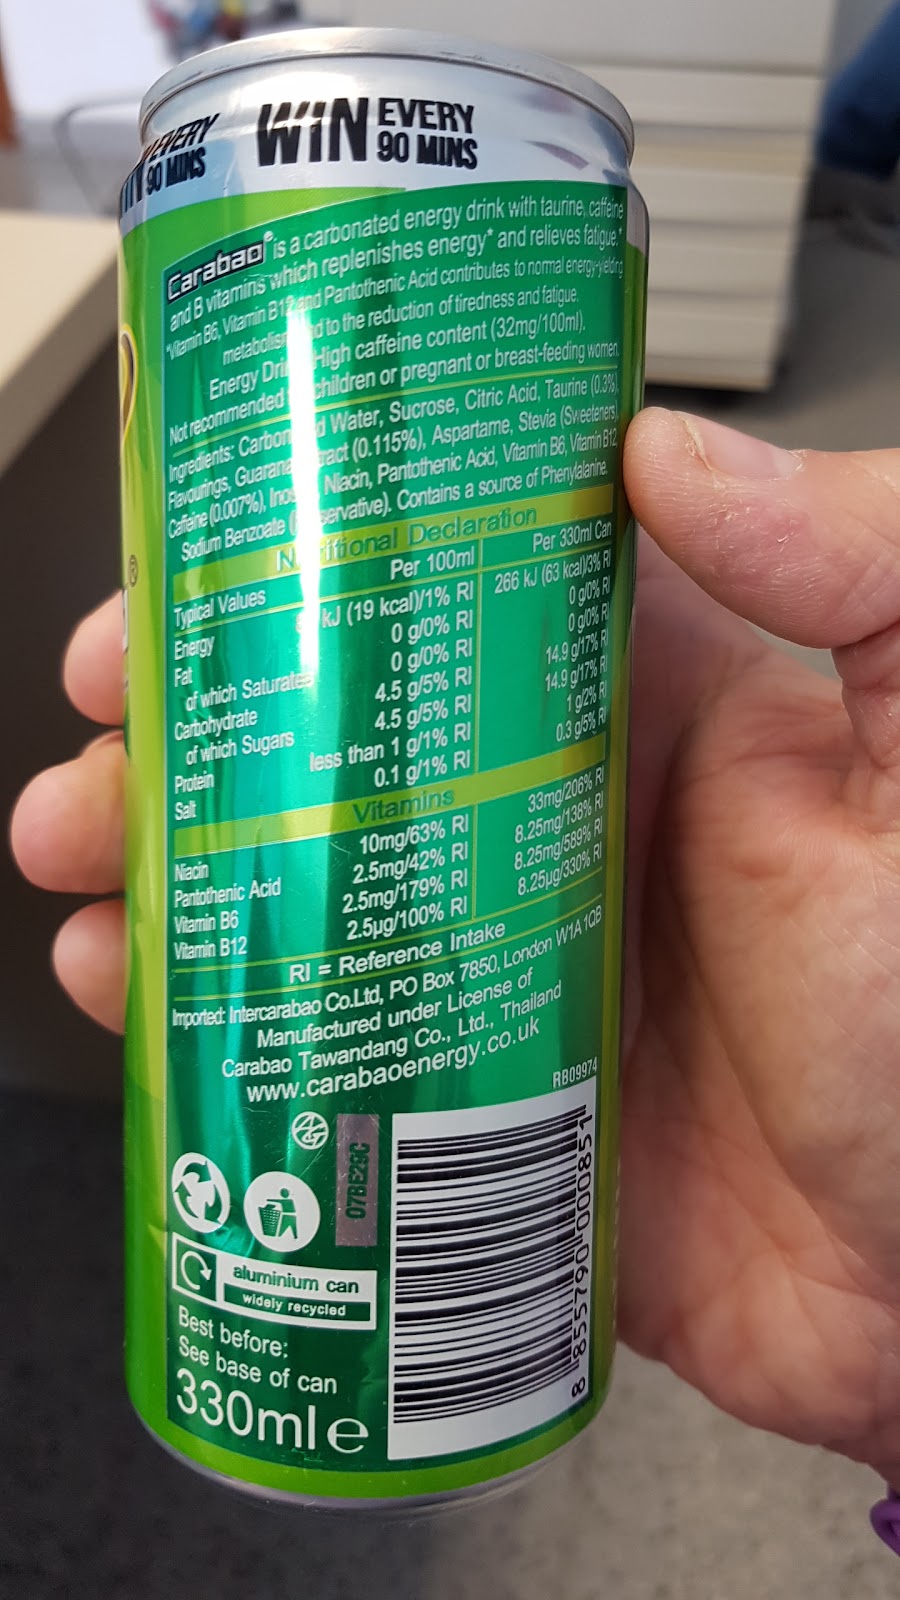 WIN EVERY
90 MINS
EVERY
90 MINS
Carabao® is a carbonated energy drink with taurine, caffeine
and B vitamins which replenishes energy* and relieves fatigue.*
*Vitamin B6, Vitamin B12 and Pantothenic Acid contributes to normal energy-yielding
to the reduction of tiredness and fatigue.
Energy High caffeine content (32mg/100ml).
Not recommended children or pregnant or breast-feeding women.
Ingredients: Water, Sucrose, Citric Acid, Taurine (0.3%),
Flavourings, Guarana (0.115%), Aspartame, Stevia (Sweeteners),
Caffeine (0.007%), Niacin, Pantothenic Acid, Vitamin B6, Vitamin B12,
Sodium Benzoate Contains a source of Phenylalanine.
Nutritional Declaration
Typical Values Per 100ml Per 330ml Can
Energy kJ (19 kcal)/1% RI 266 kJ (63 kcal)/3% RI
Fat 0 g/0% RI 0 g/0% RI
of which Saturates 0 g/0% RI 0 g/0% RI
Carbohydrate 4.5 g/5% RI 14.9 g/17% RI
of which Sugars 4.5 g/5% RI 14.9 g/17% RI
Protein less than 1 g/1% RI 1 g/2% RI
Salt 0.1 g/1% RI 0.3 g/5% RI
Vitamins
Niacin 10mg/63% RI 33mg/206% RI
Pantothenic Acid 2.5mg/42% RI 8.25mg/138% RI
Vitamin B6 2.5mg/179% RI 8.25mg/589% RI
Vitamin B12 2.5µg/100% RI 8.25µg/330% RI
RI = Reference Intake
Imported: Intercarabao Co.Ltd, PO Box 7850, London W1A 1GB
Manufactured under License of
Carabao Tawandang Co., Ltd., Thailand
www.carabaoenergy.co.uk
RB09974
07BE29C
aluminium can
widely recycled
Best before:
See base of can
330ml e
8 855790 000851